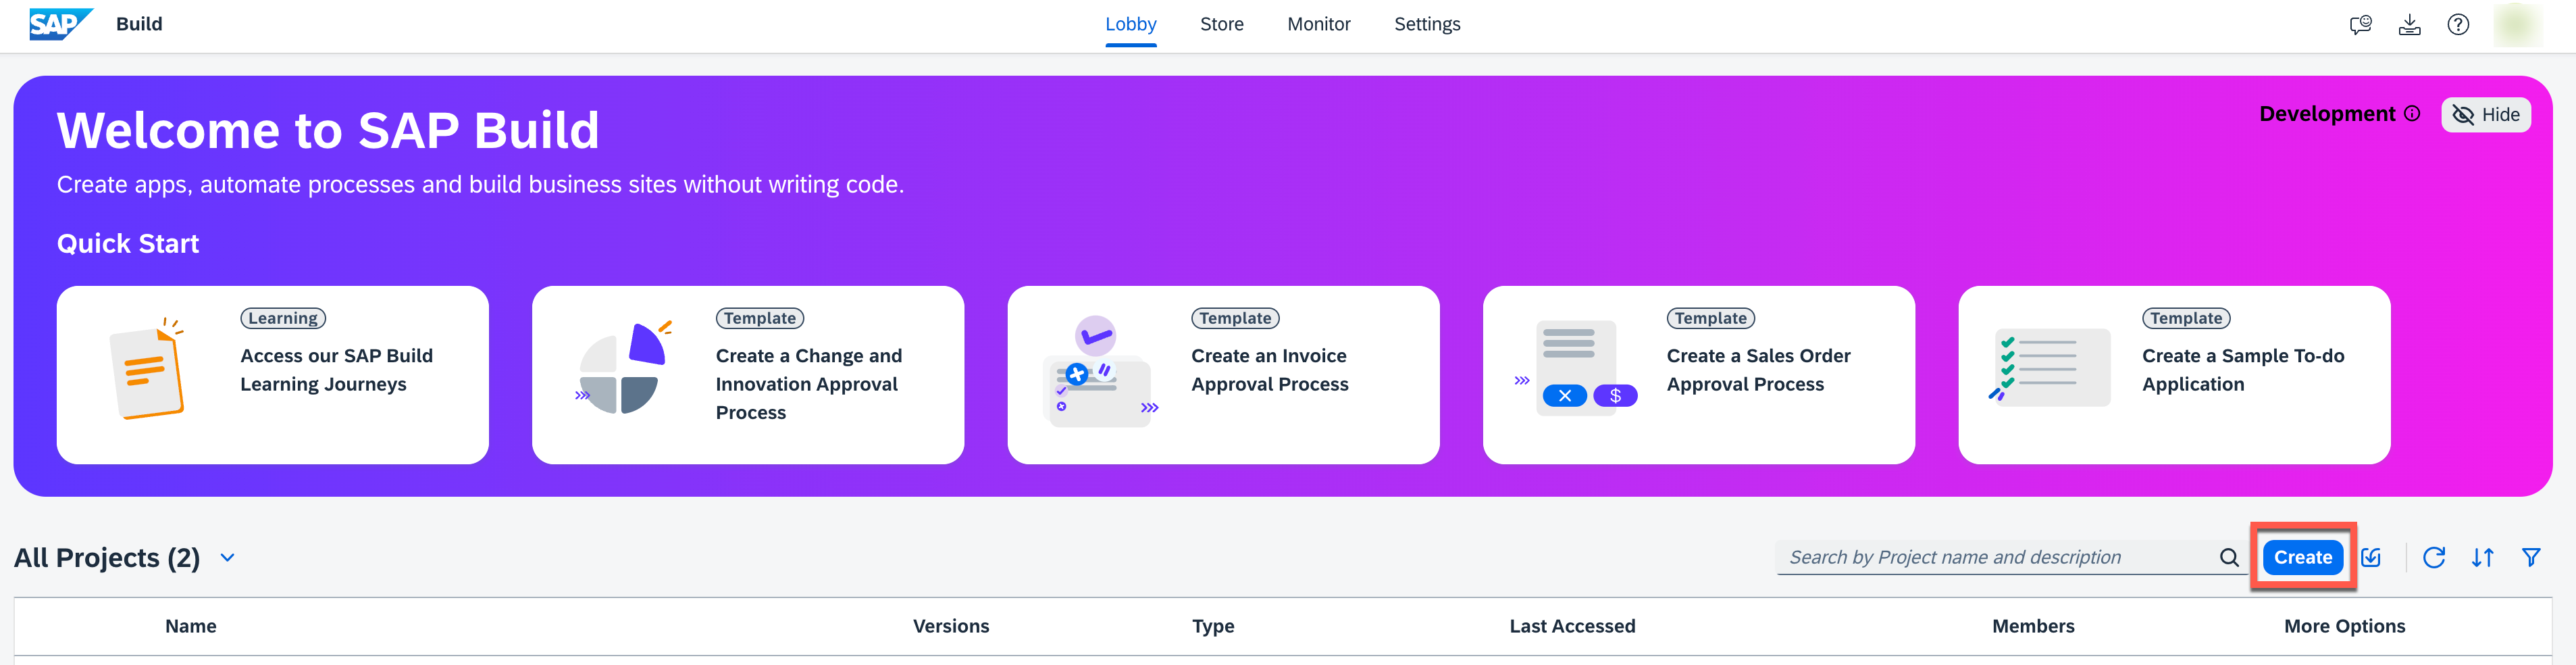 SAP Build
Lobby Store Monitor Settings
Welcome to SAP Build
Development Hide
Create apps, automate processes and build business sites without writing code.
Quick Start
Learning
Access our SAP Build
Learning Journeys
Template
Create a Change and
Innovation Approval
Process
Template
Create an Invoice
Approval Process
Template
Create a Sales Order
Approval Process
$
Template
Create a Sample To-do
Application
All Projects (2)
Search by Project name and description
Create
Name Versions Type Last Accessed Members More Options